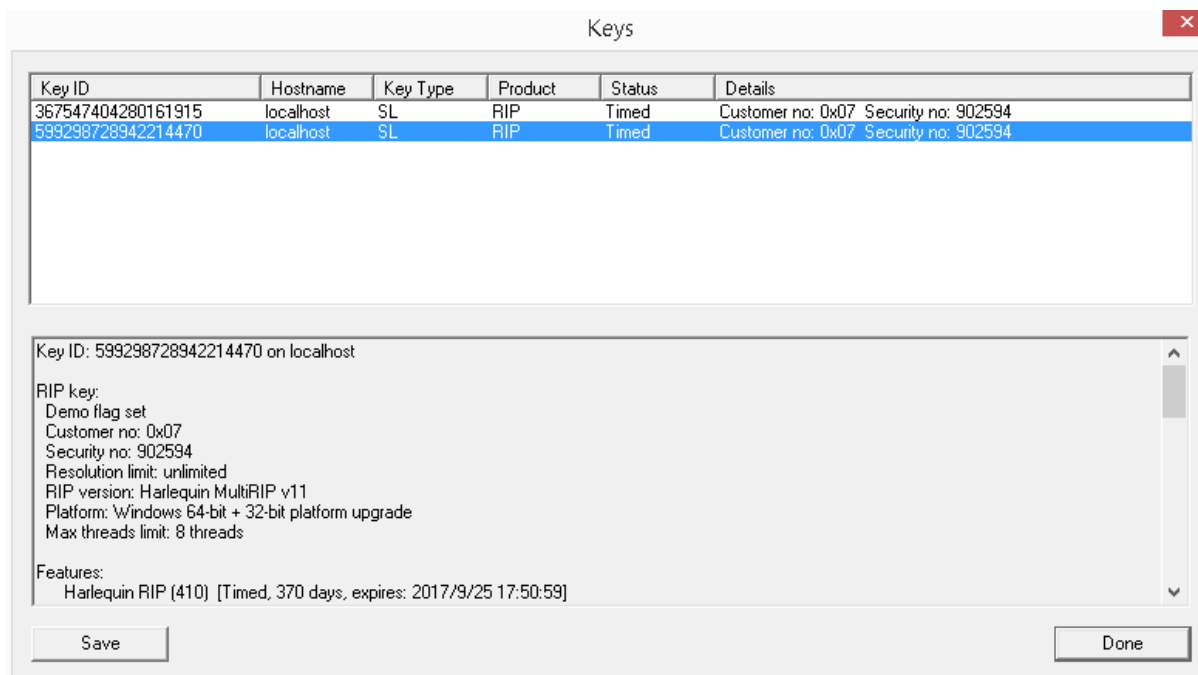 Keys
Key ID Hostname Key Type Product Status Details
367547404280161915 localhost SL RIP Timed Customer no: 0x07 Security no: 902594
599298728942214470 localhost SL RIP Timed Customer no: 0x07 Security no: 902594
Key ID: 599298728942214470 on localhost
RIP key:
Demo flag set
Customer no: 0x07
Security no: 902594
Resolution limit: unlimited
RIP version: Harlequin MultiRIP v11
Platform: Windows 64-bit + 32-bit platform upgrade
Max threads limit: 8 threads
Features:
Harlequin RIP (410) [Timed, 370 days, expires: 2017/9/25 17:50:59]
Save Done